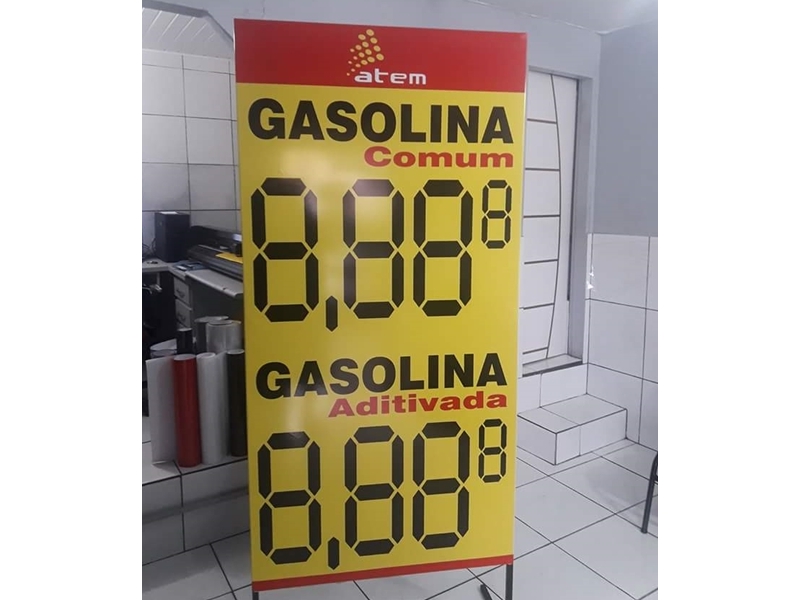 atem
GASOLINA
Comum
8,88 8
GASOLINA
Aditivada
8,88 8